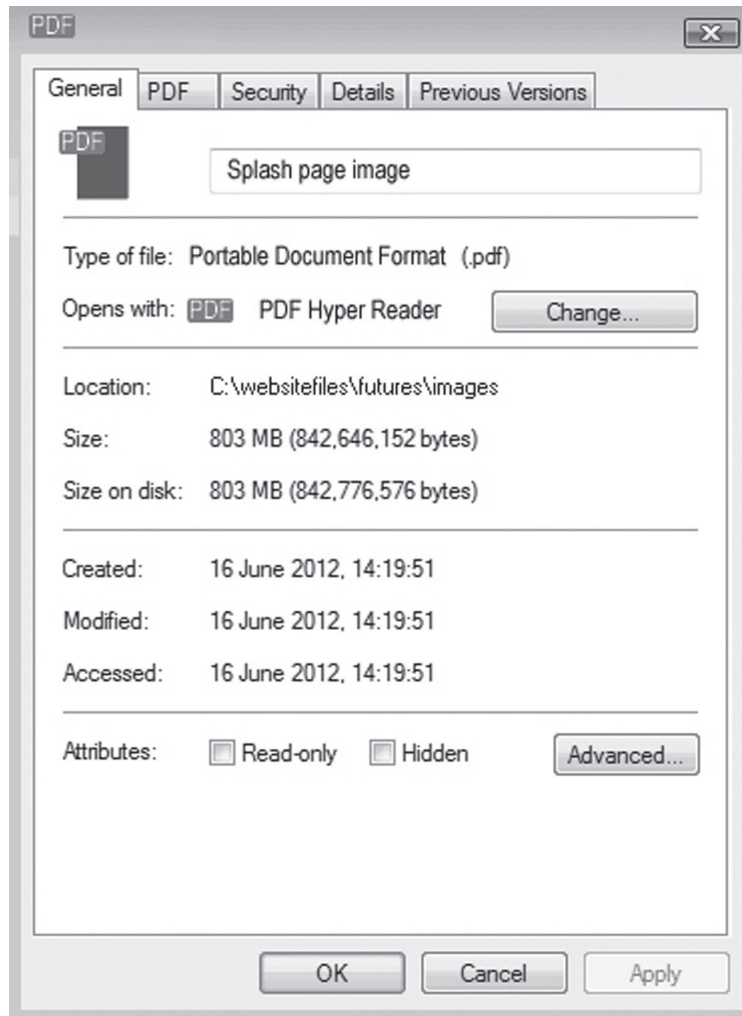 PDF
General PDF Security Details Previous Versions
PDF
Splash page image
Type of file: Portable Document Format (.pdf)
Opens with: PDF PDF Hyper Reader Change...
Location: C:\websitefiles\futures\images
Size: 803 MB (842,646,152 bytes)
Size on disk: 803 MB (842,776,576 bytes)
Created: 16 June 2012, 14:19:51
Modified: 16 June 2012, 14:19:51
Accessed: 16 June 2012, 14:19:51
Attributes: Read-only Hidden Advanced...
OK Cancel Apply